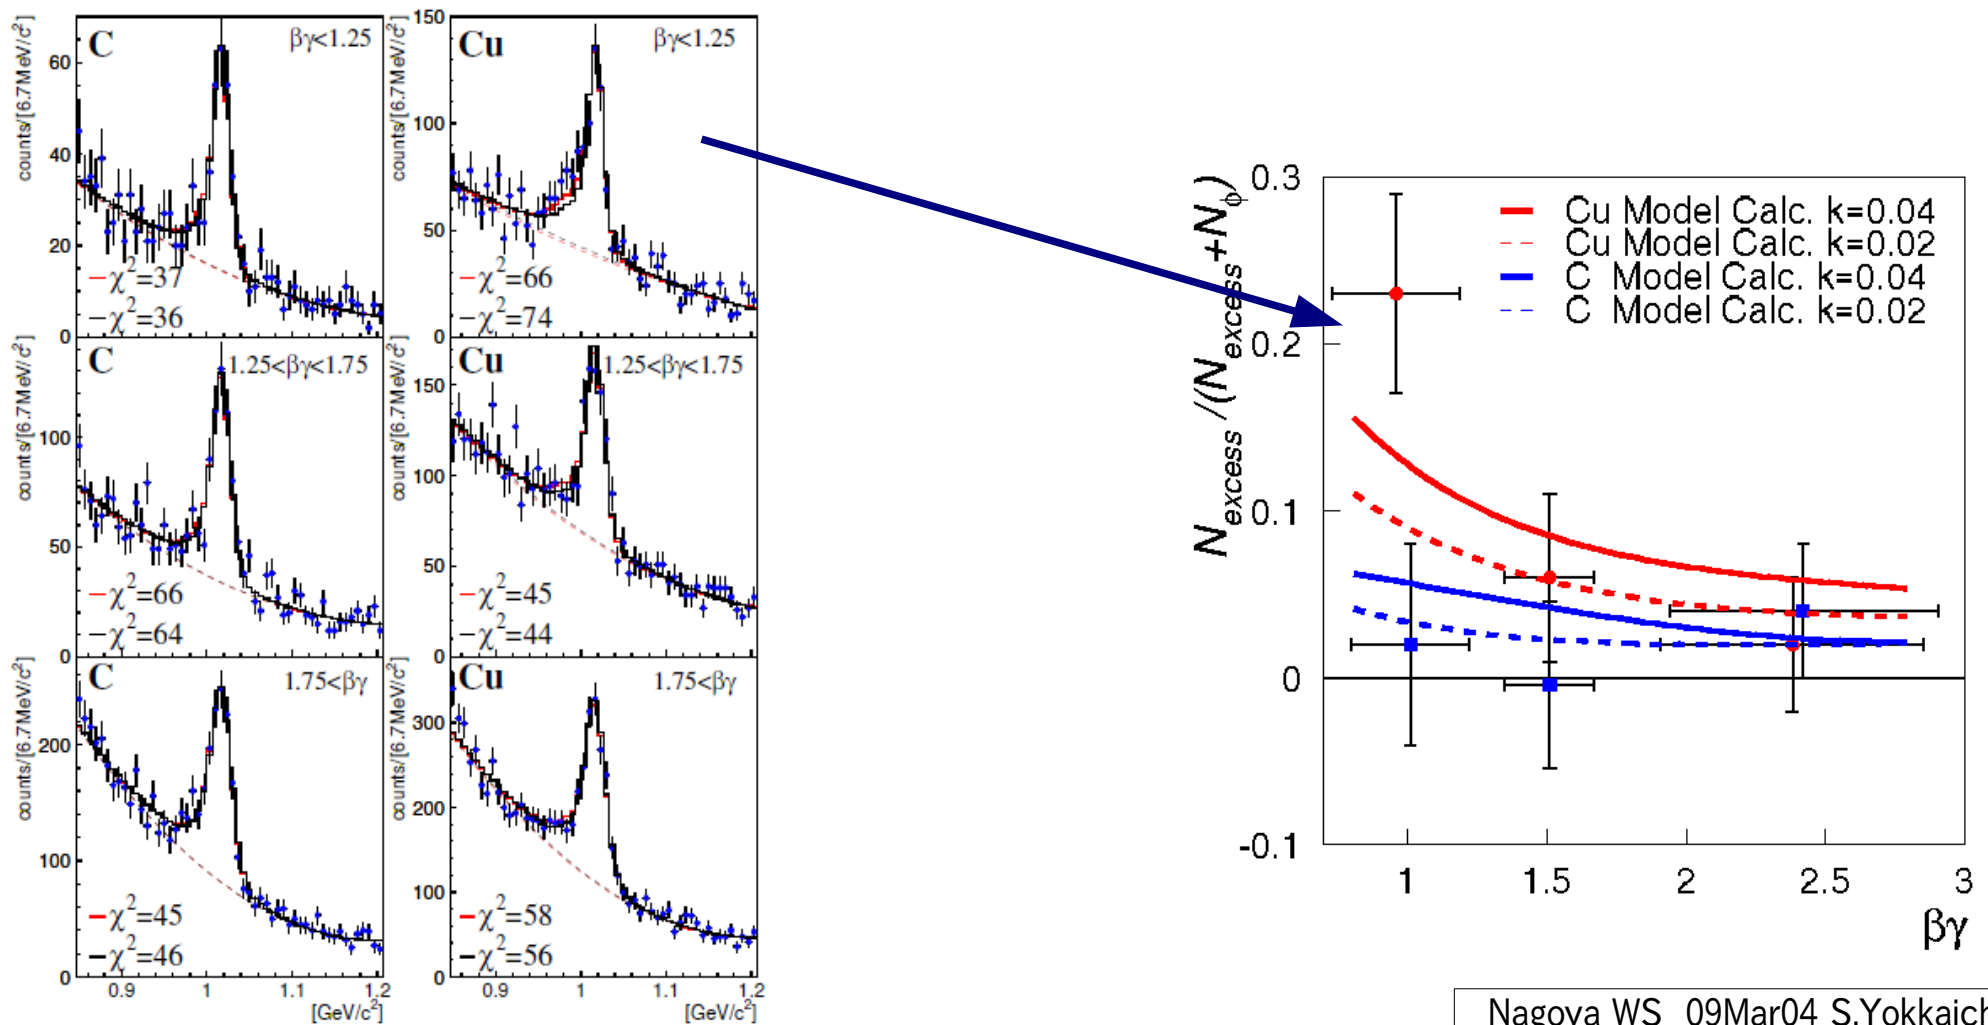 C
βγ<1.25
counts/[6.7MeV/c²]
60
40
20
0
χ²=37
χ²=36
Cu
βγ<1.25
counts/[6.7MeV/c²]
150
100
50
0
χ²=66
χ²=74
C
1.25<βγ<1.75
counts/[6.7MeV/c²]
100
50
0
χ²=66
χ²=64
Cu
1.25<βγ<1.75
counts/[6.7MeV/c²]
150
100
50
0
χ²=45
χ²=44
C
1.75<βγ
counts/[6.7MeV/c²]
200
100
0
χ²=45
χ²=46
0.9 1 1.1 1.2
[GeV/c²]
Cu
1.75<βγ
counts/[6.7MeV/c²]
300
200
100
0
χ²=58
χ²=56
0.9 1 1.1 1.2
[GeV/c²]
N_excess/(N_excess+N_ϕ)
0.3
0.2
0.1
0
-0.1
Cu Model Calc. k=0.04
Cu Model Calc. k=0.02
C Model Calc. k=0.04
C Model Calc. k=0.02
1 1.5 2 2.5 3
βγ
Nagoya WS 09Mar04 S.Yokkaich